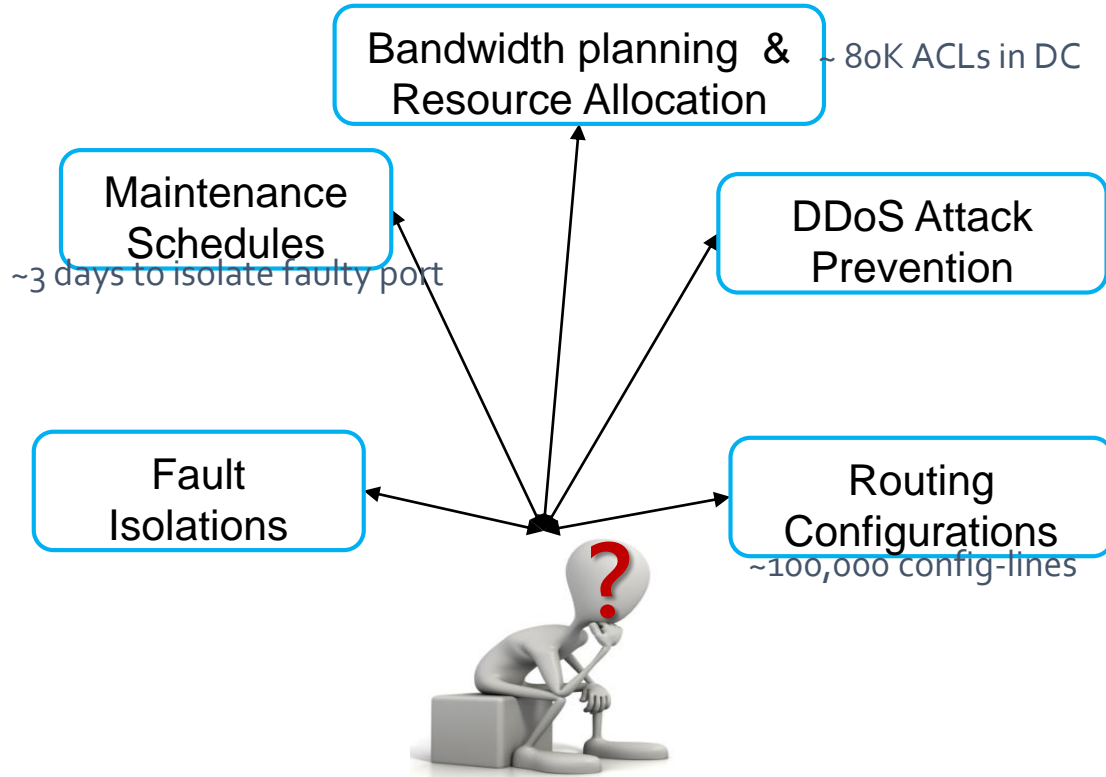 Bandwidth planning &
Resource Allocation
~ 80K ACLs in DC
Maintenance
Schedules
~3 days to isolate faulty port
DDoS Attack
Prevention
Fault
Isolations
Routing
Configurations
~100,000 config-lines
?